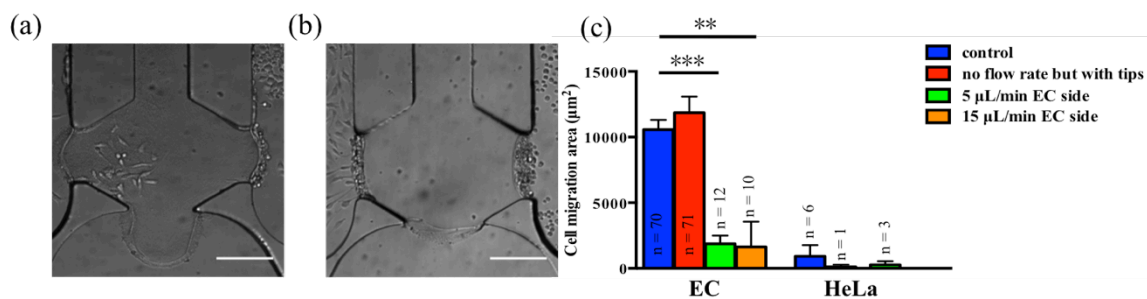 (a)
(b)
(c)
**
***
control
no flow rate but with tips
5 μL/min EC side
15 μL/min EC side
Cell migration area (μm²)
15000
10000
5000
0
n = 70
n = 71
n = 12
n = 10
n = 6
n = 1
n = 3
EC
HeLa